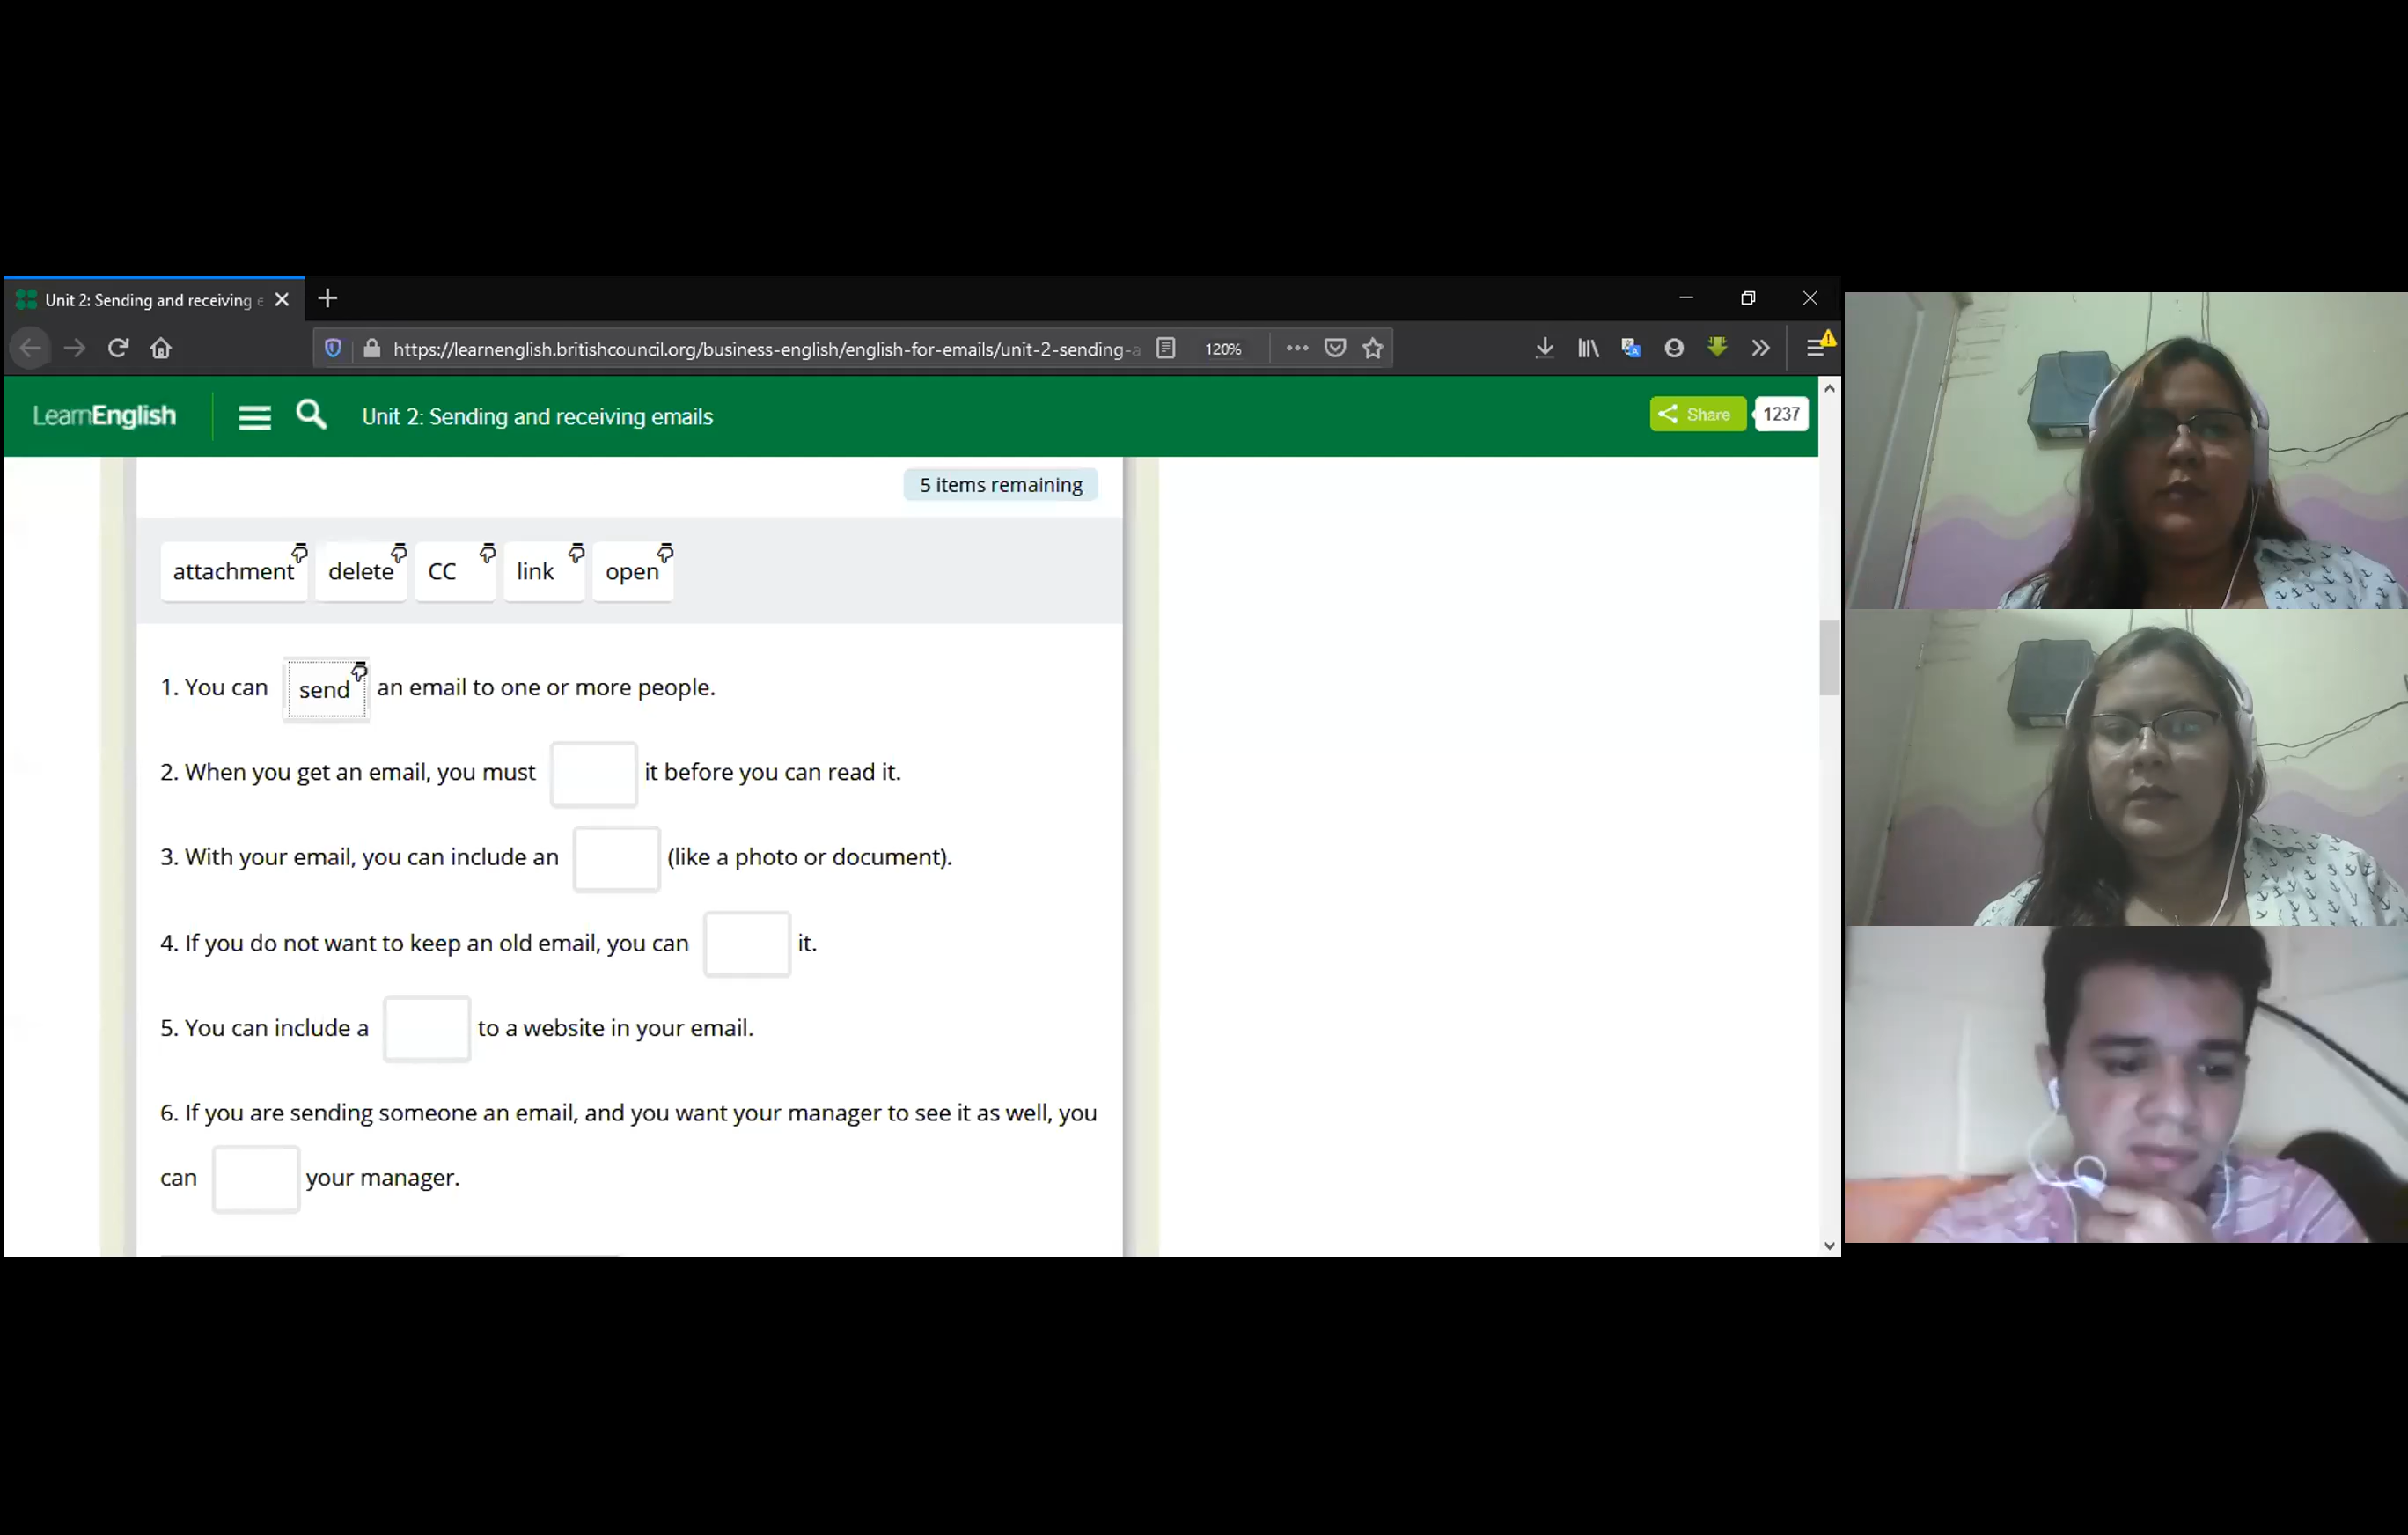 Unit 2: Sending and receiving e
https://learnenglish.britishcouncil.org/business-english/english-for-emails/unit-2-sending-a
120%
LearnEnglish
Unit 2: Sending and receiving emails
Share
1237
5 items remaining
attachment delete CC link open
1. You can send an email to one or more people.
2. When you get an email, you must it before you can read it.
3. With your email, you can include an (like a photo or document).
4. If you do not want to keep an old email, you can it.
5. You can include a to a website in your email.
6. If you are sending someone an email, and you want your manager to see it as well, you
can your manager.